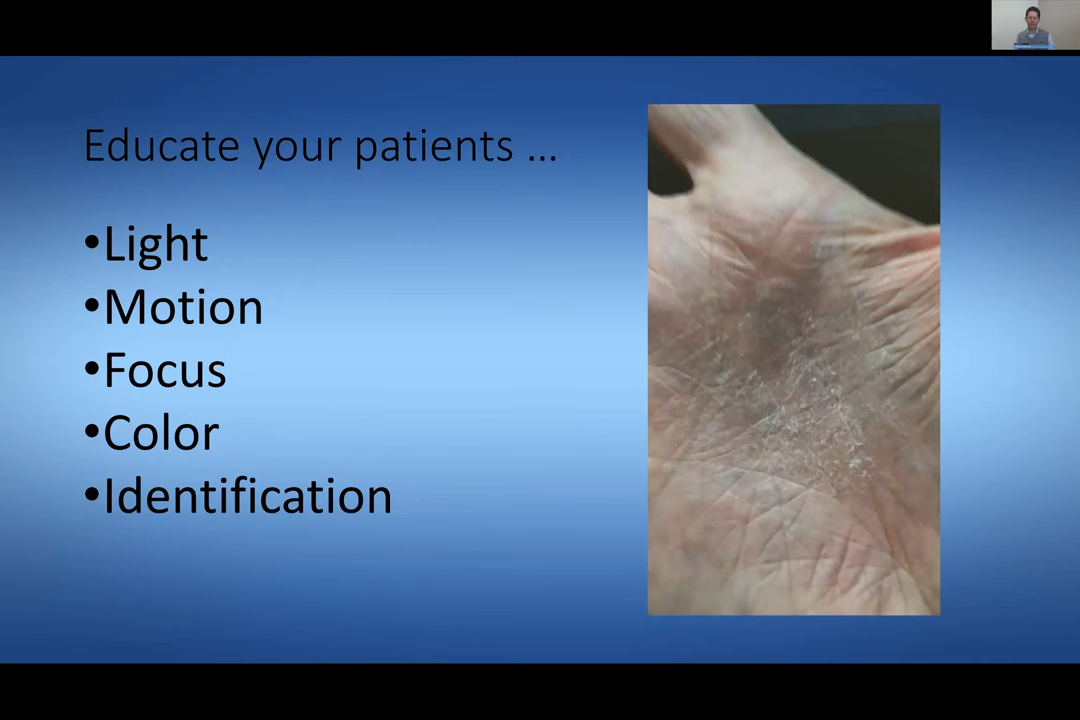 Educate your patients ...
•Light
•Motion
•Focus
•Color
•Identification